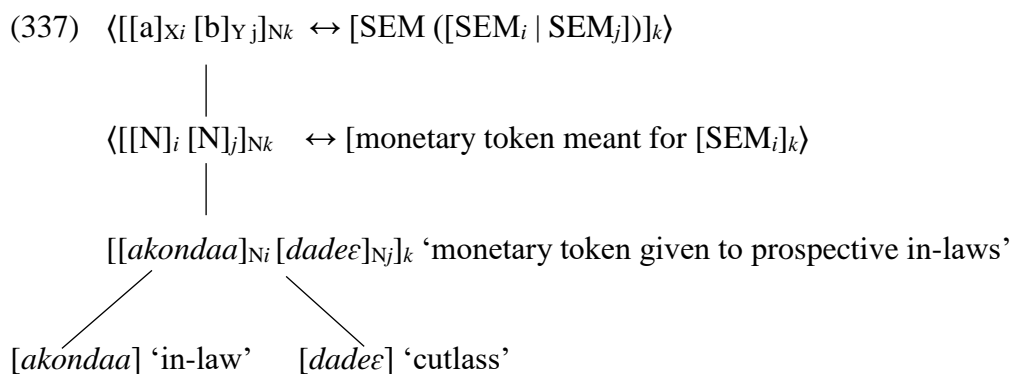 (337) ⟨[[a]Xi [b]Y j]Nk ↔ [SEM ([SEMi | SEMj])]k⟩
⟨[[N]i [N]j]Nk ↔ [monetary token meant for [SEMi]k⟩
[[akondaa]Ni [dadeɛ]Nj]k ‘monetary token given to prospective in-laws’
[akondaa] ‘in-law’ [dadeɛ] ‘cutlass’